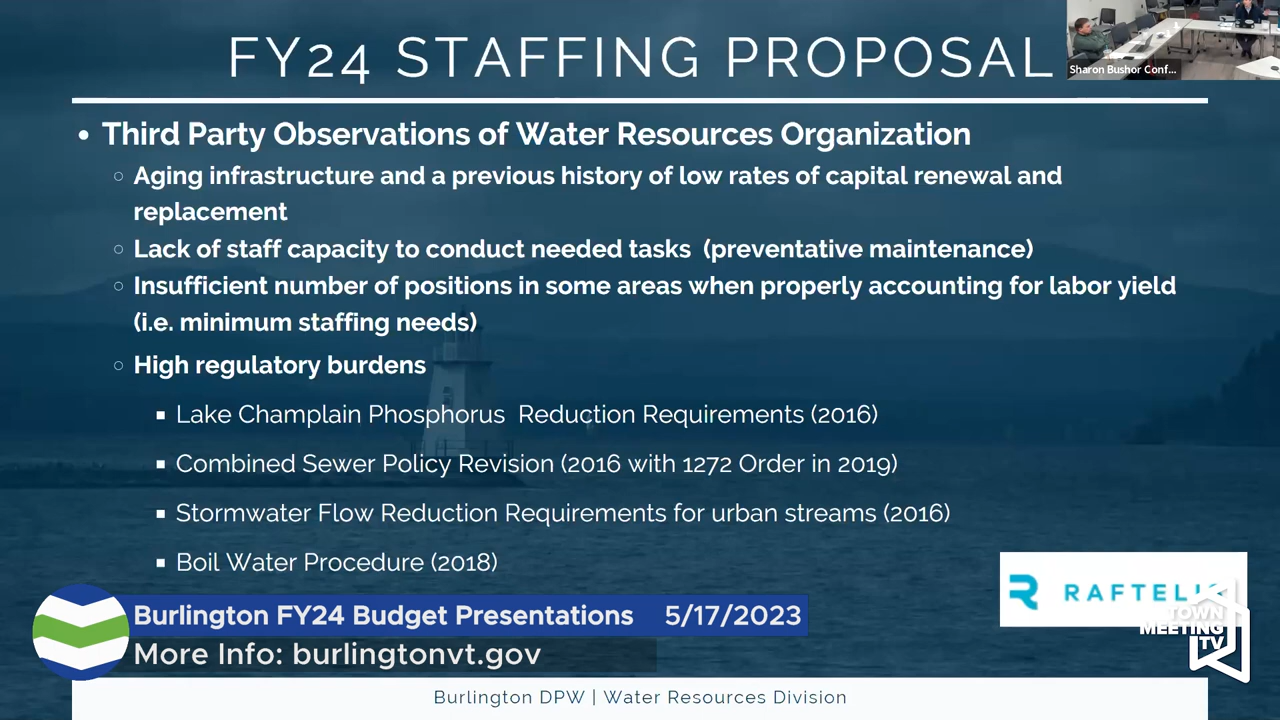 FY24 STAFFING PROPOSAL
Sharon Bushor Conf...
Third Party Observations of Water Resources Organization
Aging infrastructure and a previous history of low rates of capital renewal and
replacement
Lack of staff capacity to conduct needed tasks (preventative maintenance)
Insufficient number of positions in some areas when properly accounting for labor yield
(i.e. minimum staffing needs)
High regulatory burdens
Lake Champlain Phosphorus Reduction Requirements (2016)
Combined Sewer Policy Revision (2016 with 1272 Order in 2019)
Stormwater Flow Reduction Requirements for urban streams (2016)
Boil Water Procedure (2018)
Burlington FY24 Budget Presentations 5/17/2023
More Info: burlingtonvt.gov
TOWN
MEETING
TV
Burlington DPW | Water Resources Division